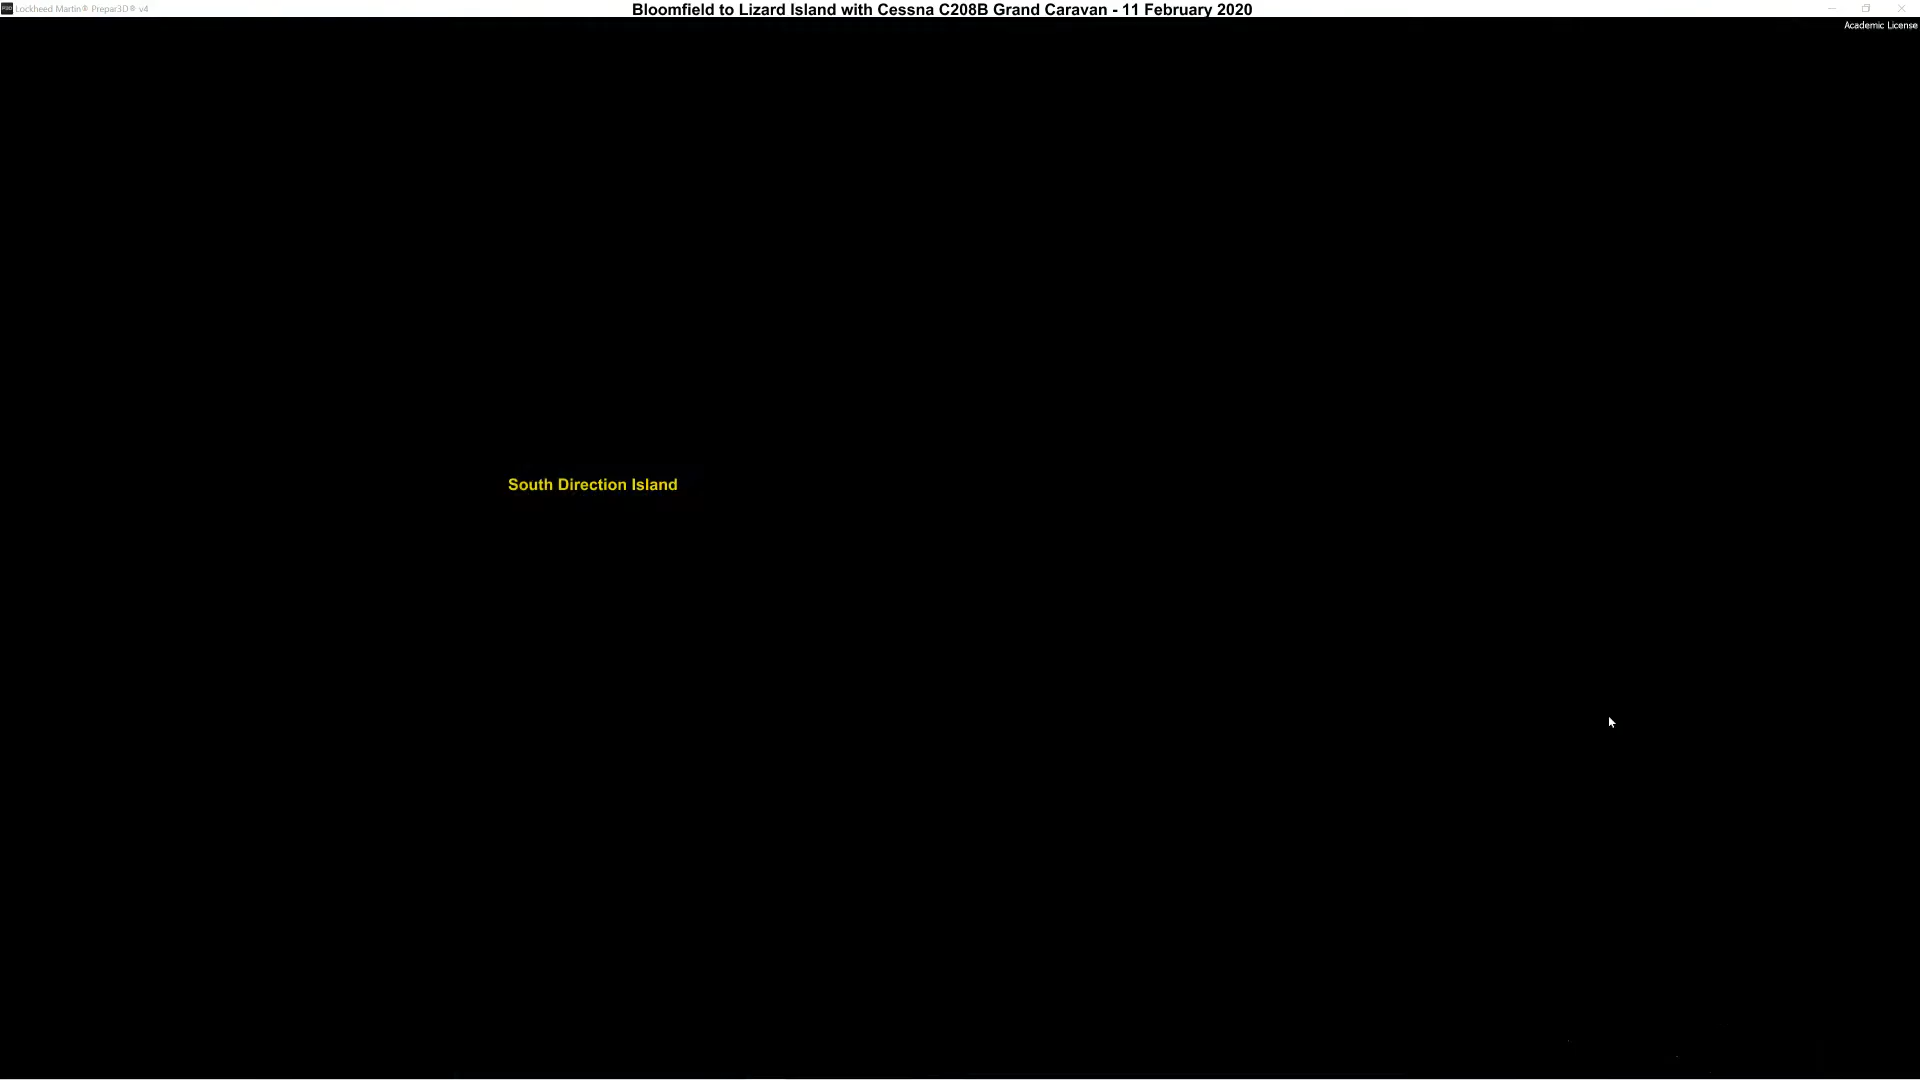 Lockheed Martin® Prepar3D® v4
Bloomfield to Lizard Island with Cessna C208B Grand Caravan - 11 February 2020
Academic License
South Direction Island